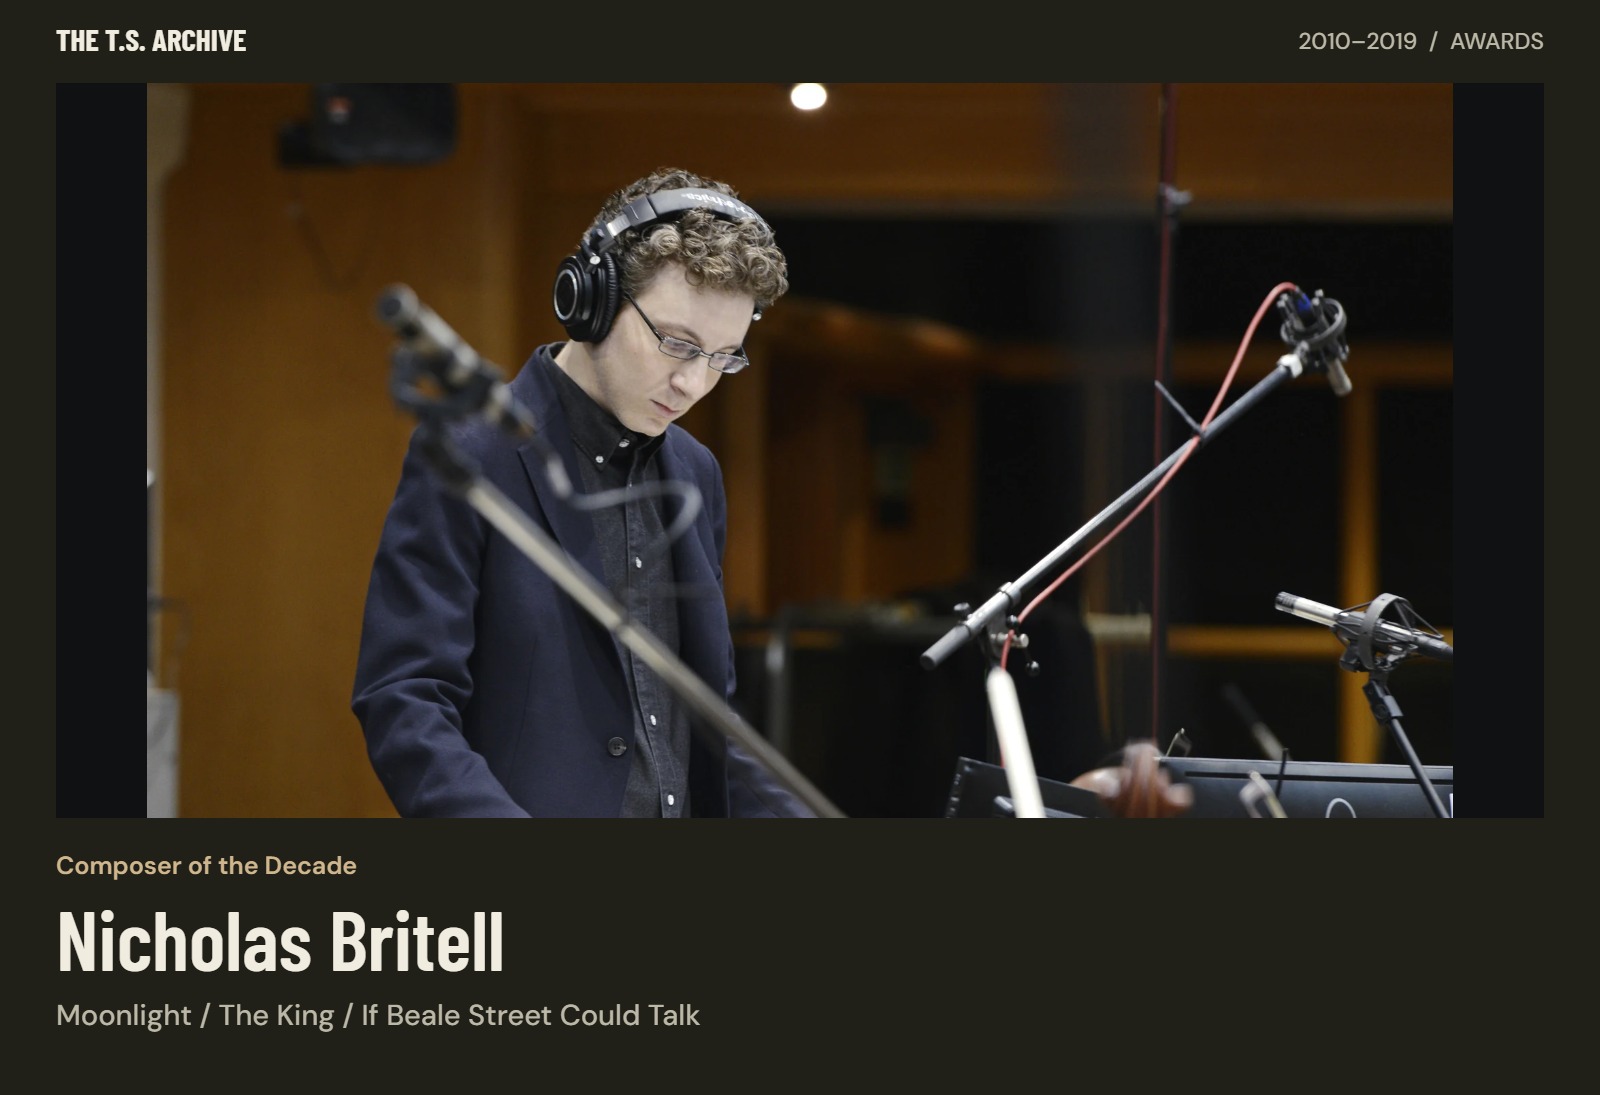 THE T.S. ARCHIVE
2010–2019 / AWARDS
Composer of the Decade
Nicholas Britell
Moonlight / The King / If Beale Street Could Talk